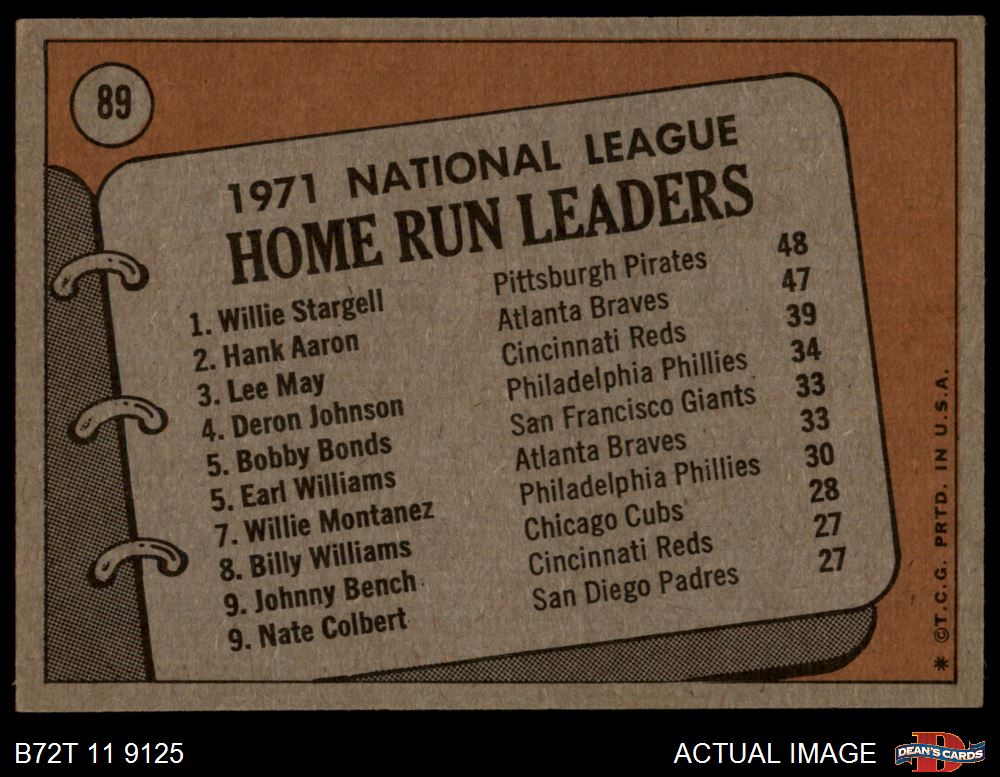 89
1971 NATIONAL LEAGUE
HOME RUN LEADERS
1. Willie Stargell Pittsburgh Pirates 48
2. Hank Aaron Atlanta Braves 47
3. Lee May Cincinnati Reds 39
4. Deron Johnson Philadelphia Phillies 34
5. Bobby Bonds San Francisco Giants 33
5. Earl Williams Atlanta Braves 33
7. Willie Montanez Philadelphia Phillies 30
8. Billy Williams Chicago Cubs 28
9. Johnny Bench Cincinnati Reds 27
9. Nate Colbert San Diego Padres 27
* ©T.C.G. PRTD. IN U.S.A.
B72T 11 9125
ACTUAL IMAGE
DEAN'S CARDS